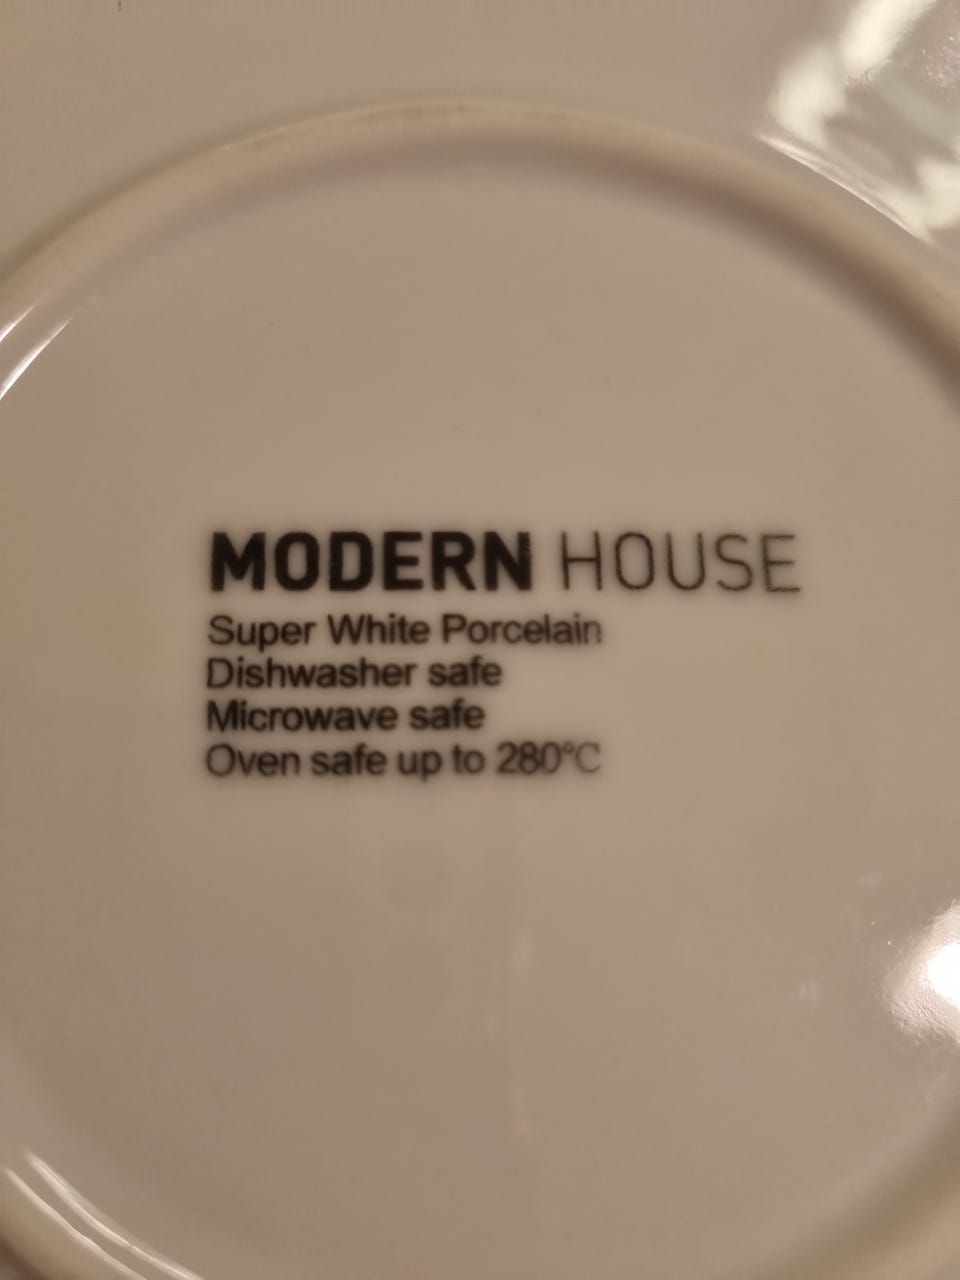 MODERN HOUSE
Super White Porcelain
Dishwasher safe
Microwave safe
Oven safe up to 280°C